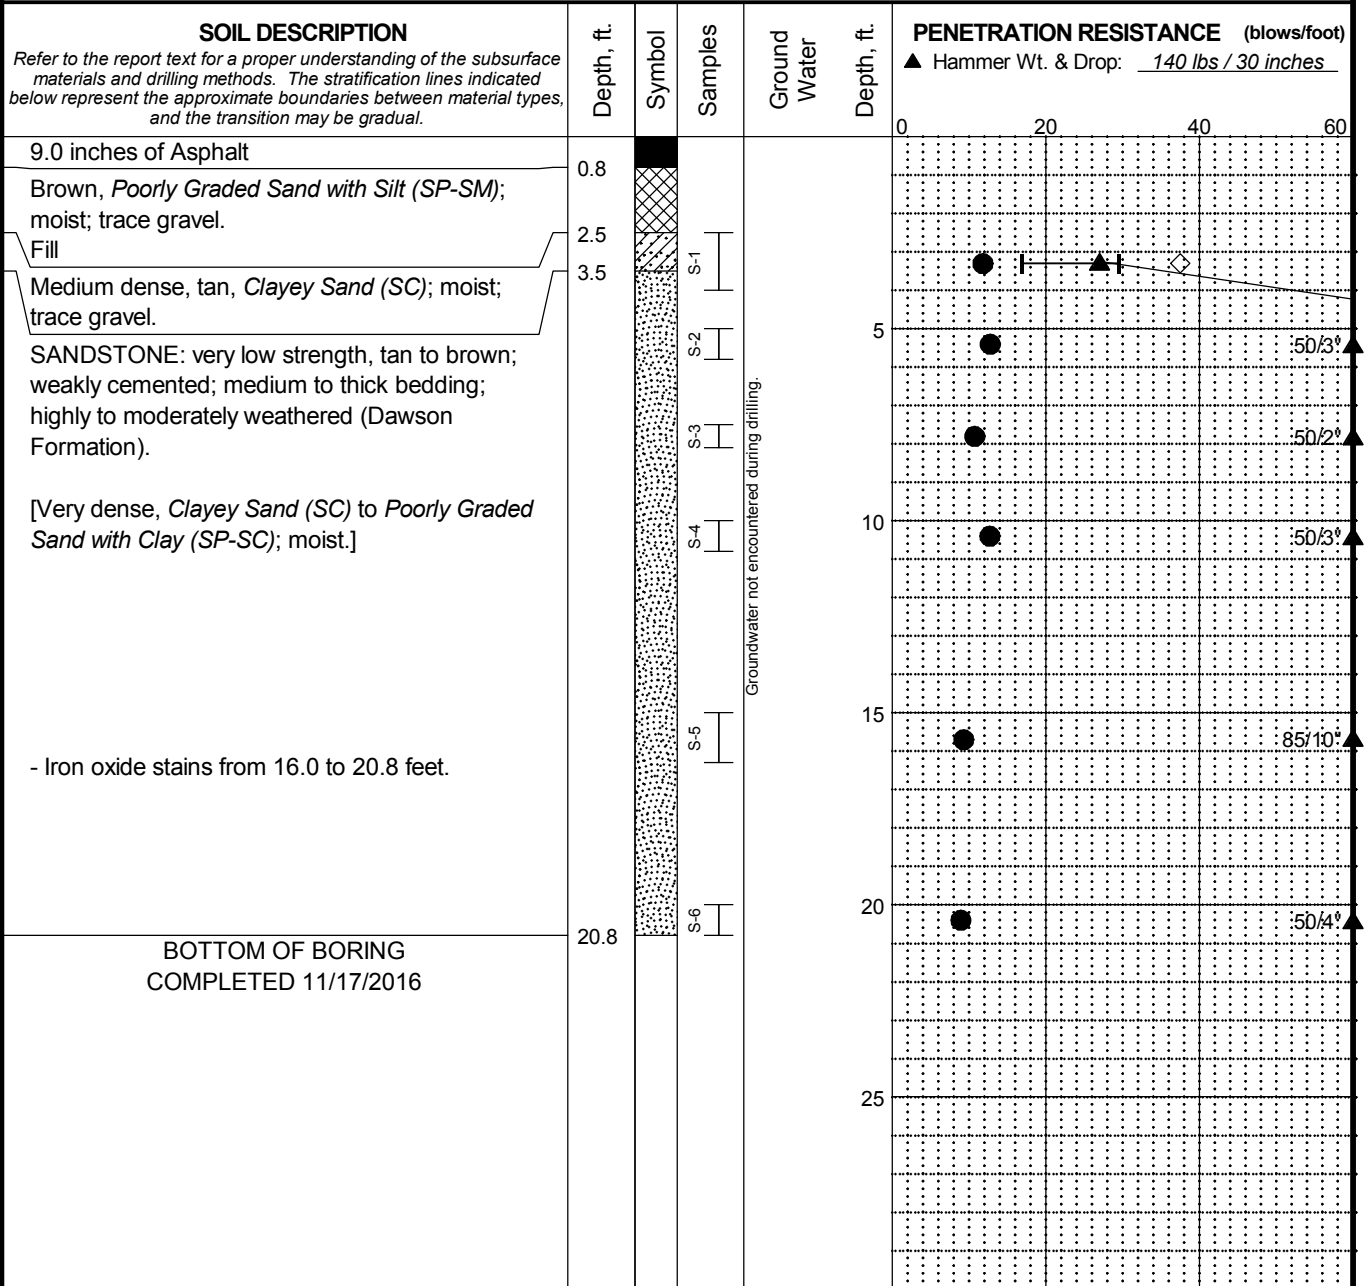 SOIL DESCRIPTION
Refer to the report text for a proper understanding of the subsurface
materials and drilling methods. The stratification lines indicated
below represent the approximate boundaries between material types,
and the transition may be gradual.
Depth, ft.
Symbol
Samples
Ground
Water
Depth, ft.
PENETRATION RESISTANCE (blows/foot)
▲ Hammer Wt. & Drop: 140 lbs / 30 inches
0 20 40 60
9.0 inches of Asphalt
0.8
Brown, Poorly Graded Sand with Silt (SP-SM);
moist; trace gravel.
Fill
2.5
Medium dense, tan, Clayey Sand (SC); moist;
trace gravel.
3.5
SANDSTONE: very low strength, tan to brown;
weakly cemented; medium to thick bedding;
highly to moderately weathered (Dawson
Formation).
[Very dense, Clayey Sand (SC) to Poorly Graded
Sand with Clay (SP-SC); moist.]
- Iron oxide stains from 16.0 to 20.8 feet.
20.8
BOTTOM OF BORING
COMPLETED 11/17/2016
S-1
S-2
S-3
S-4
S-5
S-6
Groundwater not encountered during drilling.
5
10
15
20
25
50/3"
50/2"
50/3"
85/10"
50/4"